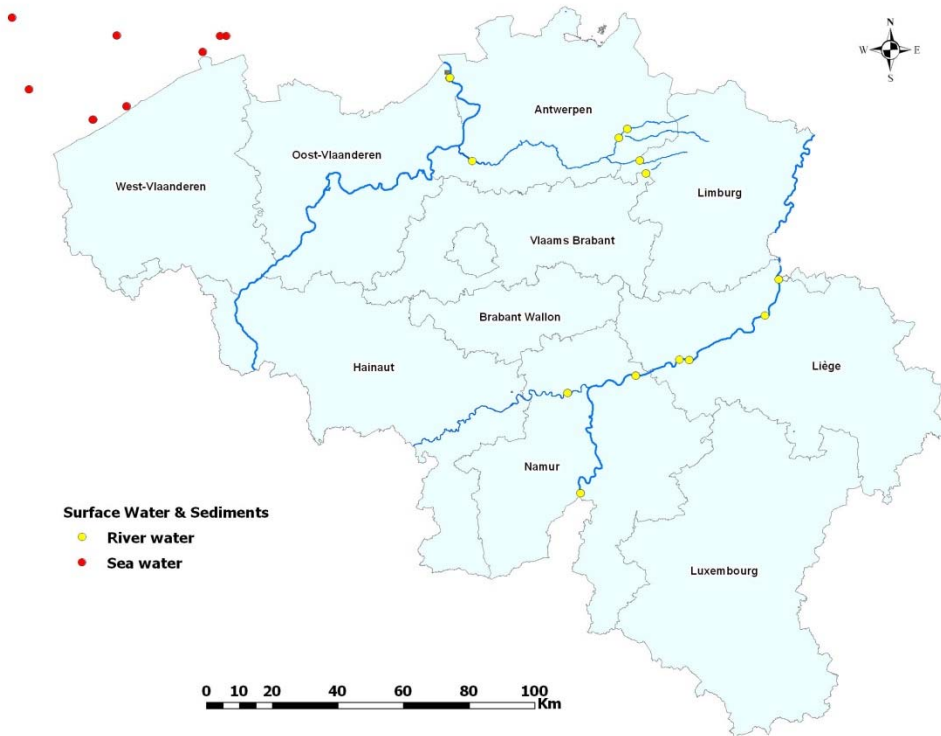 N
W E
S
Antwerpen
Oost-Vlaanderen
West-Vlaanderen
Limburg
Vlaams Brabant
Brabant Wallon
Hainaut
Liège
Namur
Surface Water & Sediments
River water
Sea water
Luxembourg
0 10 20 40 60 80 100
Km